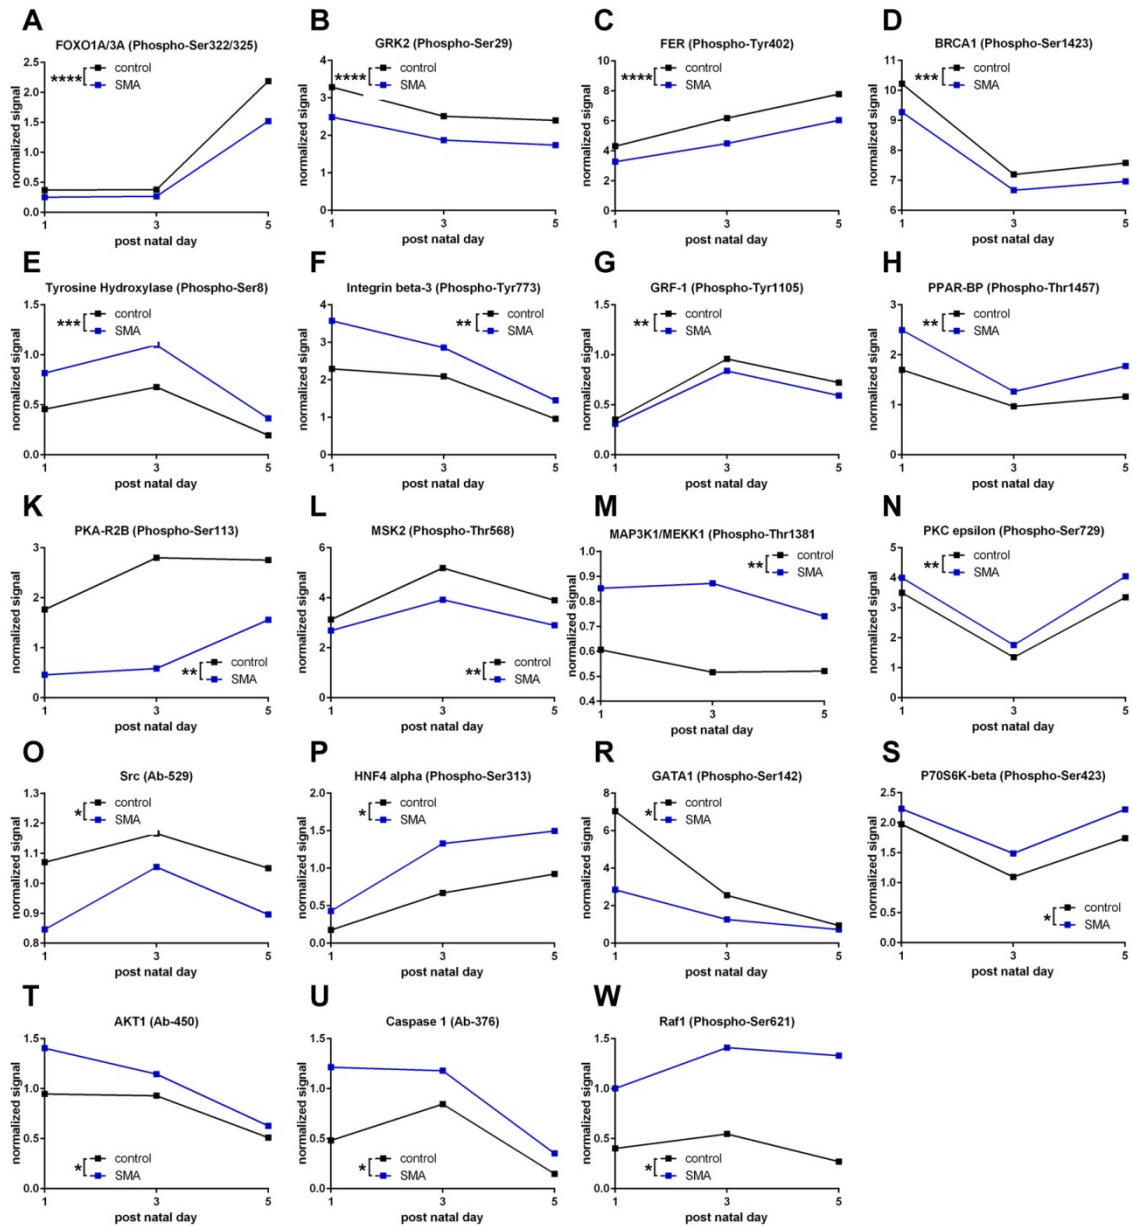 A
FOXO1A/3A (Phospho-Ser322/325)
normalized signal
2.5
2.0
1.5
1.0
0.5
0.0
****
control
SMA
1
3
5
post natal day
B
GRK2 (Phospho-Ser29)
normalized signal
4
3
2
1
0
****
control
SMA
1
3
5
post natal day
C
FER (Phospho-Tyr402)
normalized signal
10
8
6
4
2
0
****
control
SMA
1
3
5
post natal day
D
BRCA1 (Phospho-Ser1423)
normalized signal
11
10
9
8
7
6
***
control
SMA
1
3
5
post natal day
E
Tyrosine Hydroxylase (Phospho-Ser8)
normalized signal
1.5
1.0
0.5
0.0
***
control
SMA
1
3
5
post natal day
F
Integrin beta-3 (Phospho-Tyr773)
normalized signal
4
3
2
1
0
**
control
SMA
1
3
5
post natal day
G
GRF-1 (Phospho-Tyr1105)
normalized signal
1.5
1.0
0.5
0.0
**
control
SMA
1
3
5
post natal day
H
PPAR-BP (Phospho-Thr1457)
normalized signal
3
2
1
0
**
control
SMA
1
3
5
post natal day
K
PKA-R2B (Phospho-Ser113)
normalized signal
3
2
1
0
**
control
SMA
1
3
5
post natal day
L
MSK2 (Phospho-Thr568)
normalized signal
6
4
2
0
**
control
SMA
1
3
5
post natal day
M
MAP3K1/MEKK1 (Phospho-Thr1381
normalized signal
1.0
0.9
0.8
0.7
0.6
0.5
0.4
**
control
SMA
1
3
5
post natal day
N
PKC epsilon (Phospho-Ser729)
normalized signal
5
4
3
2
1
0
**
control
SMA
1
3
5
post natal day
O
Src (Ab-529)
normalized signal
1.3
1.2
1.1
1.0
0.9
0.8
*
control
SMA
1
3
5
post natal day
P
HNF4 alpha (Phospho-Ser313)
normalized signal
2.0
1.5
1.0
0.5
0.0
*
control
SMA
1
3
5
post natal day
R
GATA1 (Phospho-Ser142)
normalized signal
8
6
4
2
0
*
control
SMA
1
3
5
post natal day
S
P70S6K-beta (Phospho-Ser423)
normalized signal
2.5
2.0
1.5
1.0
0.5
0.0
*
control
SMA
1
3
5
post natal day
T
AKT1 (Ab-450)
normalized signal
1.5
1.0
0.5
0.0
*
control
SMA
1
3
5
post natal day
U
Caspase 1 (Ab-376)
normalized signal
1.5
1.0
0.5
0.0
*
control
SMA
1
3
5
post natal day
W
Raf1 (Phospho-Ser621)
normalized signal
1.5
1.0
0.5
0.0
*
control
SMA
1
3
5
post natal day